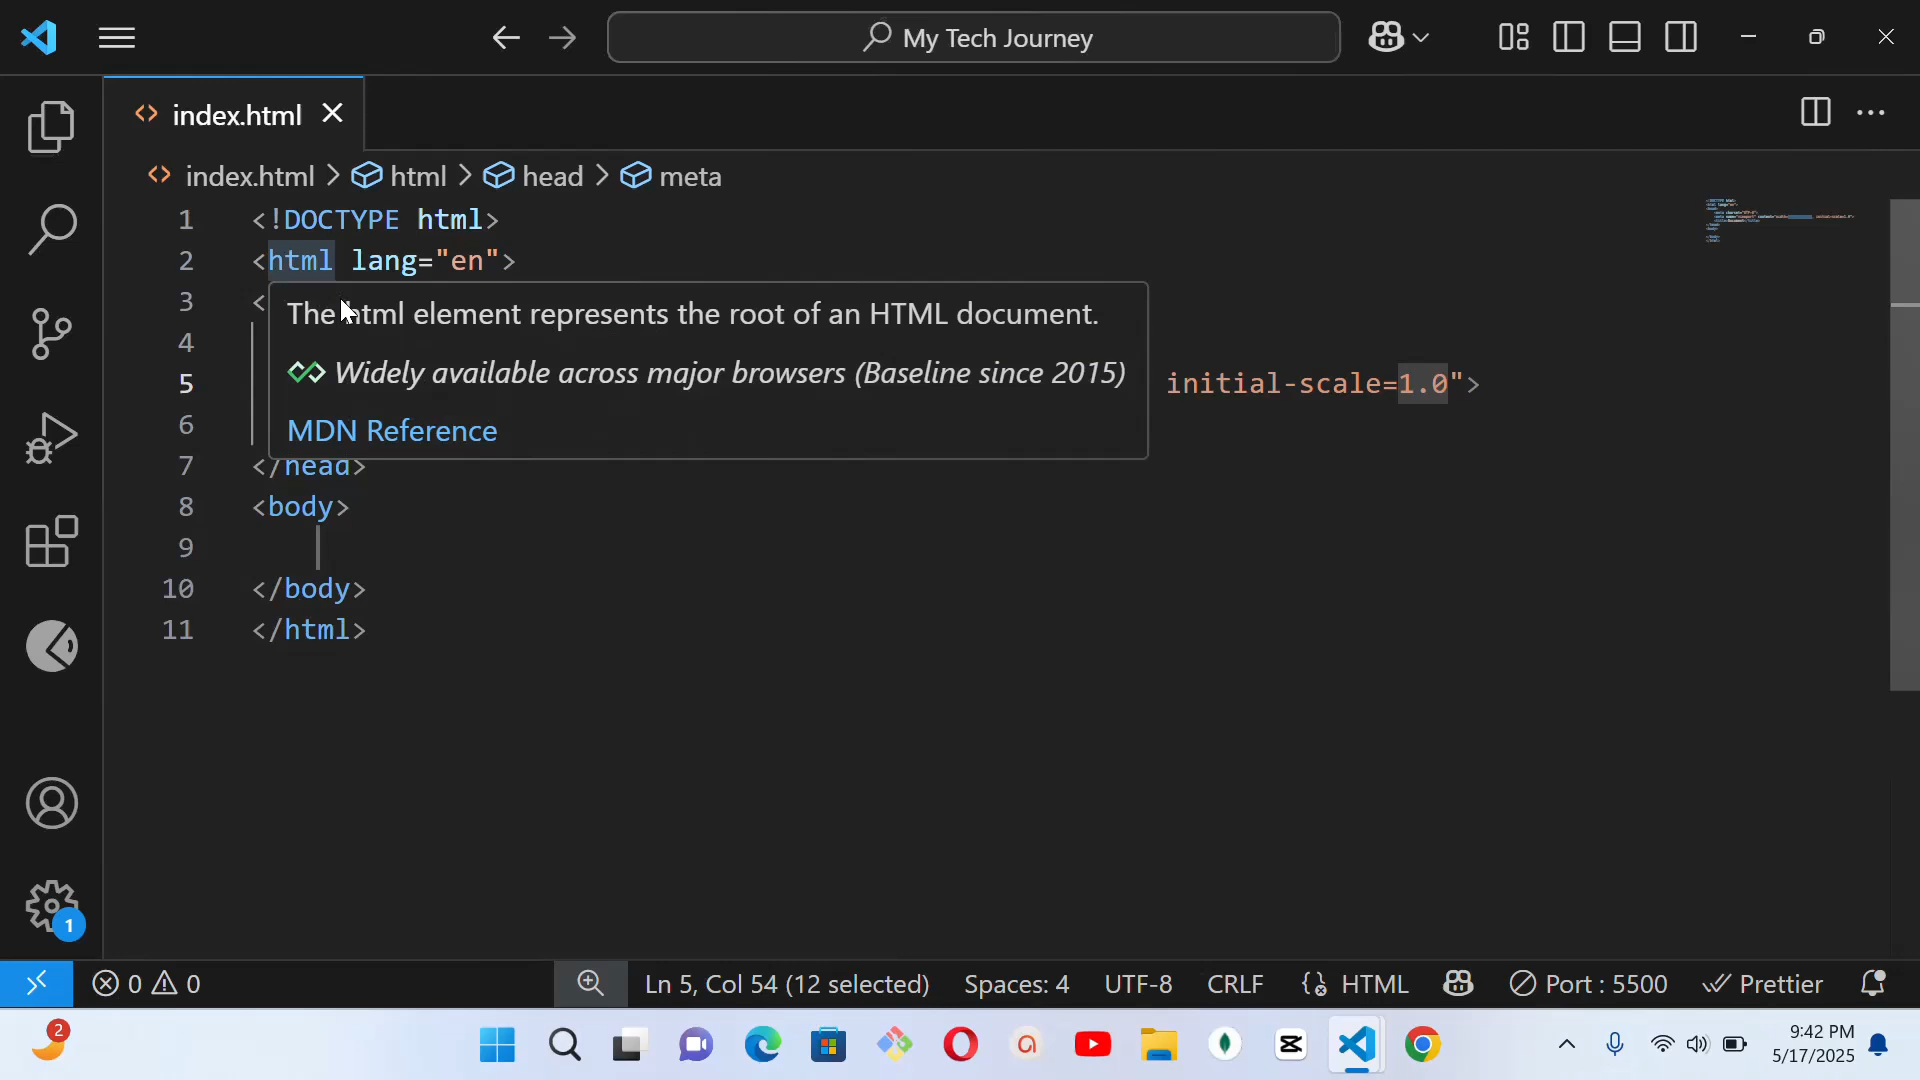 My Tech Journey
index.html
index.html > html > head > meta
1 <!DOCTYPE html>
2 <html lang="en">
3 <
The html element represents the root of an HTML document.
4
Widely available across major browsers (Baseline since 2015)
5 initial-scale=1.0">
6
MDN Reference
7 </head>
8 <body>
9
10 </body>
11 </html>
1
0 0 Ln 5, Col 54 (12 selected) Spaces: 4 UTF-8 CRLF HTML Port : 5500 Prettier
2
9:42 PM
5/17/2025